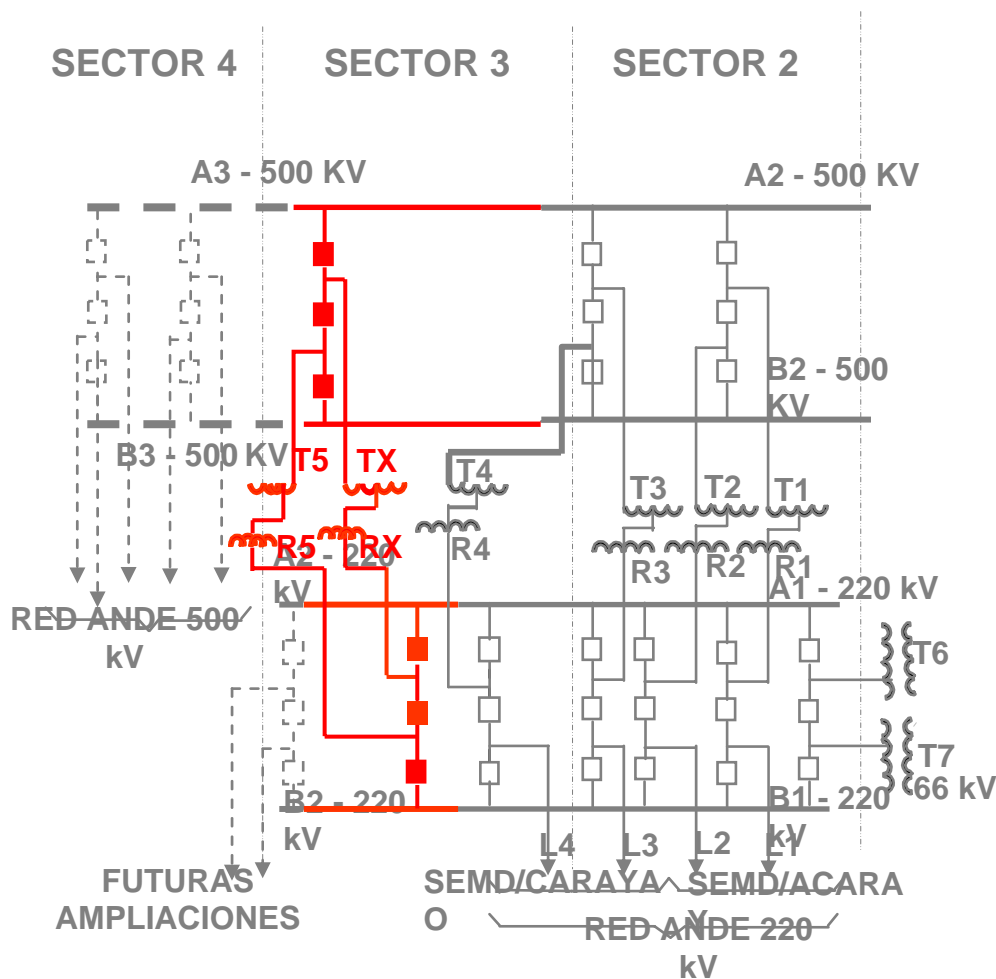 SECTOR 4
SECTOR 3
SECTOR 2
A3 - 500 KV
A2 - 500 KV
B2 - 500
KV
B3 - 500 KV
T5
TX
T4
T3
T2
T1
R5
RX
R4
R3
R2
R1
A2 - 220
kV
A1 - 220 kV
RED ANDE 500
kV
T6
T7
66 kV
B2 - 220
kV
B1 - 220
kV
L4
L3
L2
L1
FUTURAS
AMPLIACIONES
SEMD/CARAYA
O
SEMD/ACARA
Y
RED ANDE 220
kV